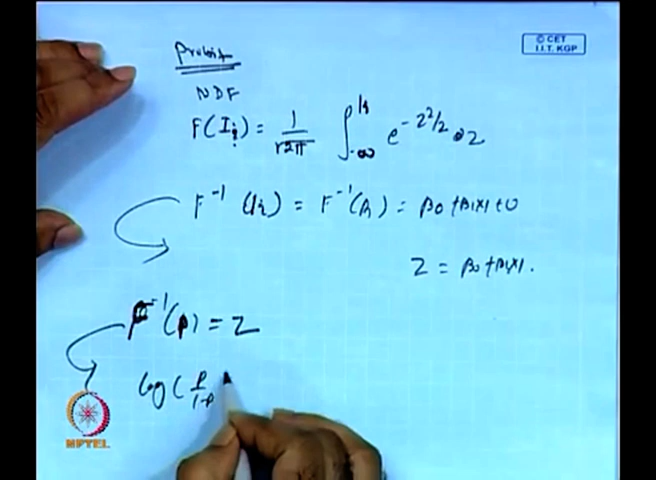 © CET
I.I.T. KGP
Probit
NDF
F(Ii) = 1/√2π ∫-∞^Ii e^-z²/2 dz
F^-1 (Ii) = F^-1 (Pi) = β0 + β1X1 + U
Z = β0 + β1X1.
F^-1 (P) = Z
log ( P/1-P
NPTEL